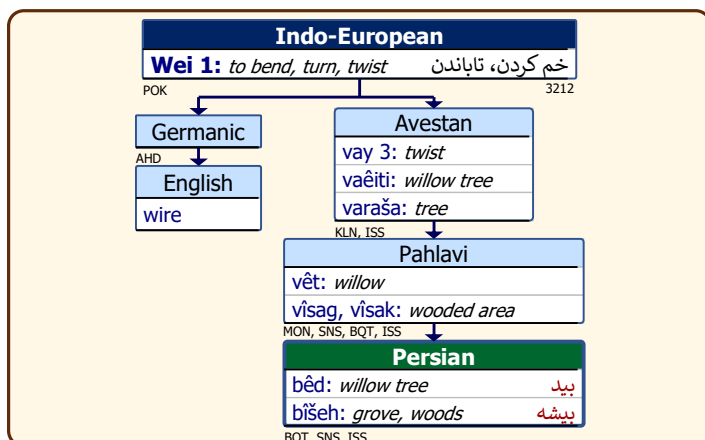 Indo-European
Wei 1: to bend, turn, twist خم کردن، تاباندن
POK 3212
Germanic
AHD
English
wire
Avestan
vay 3: twist
vaêiti: willow tree
varaša: tree
KLN, ISS
Pahlavi
vêt: willow
vîsag, vîsak: wooded area
MON, SNS, BQT, ISS
Persian
bêd: willow tree بید
bîšeh: grove, woods بیشه
BQT, SNS, ISS